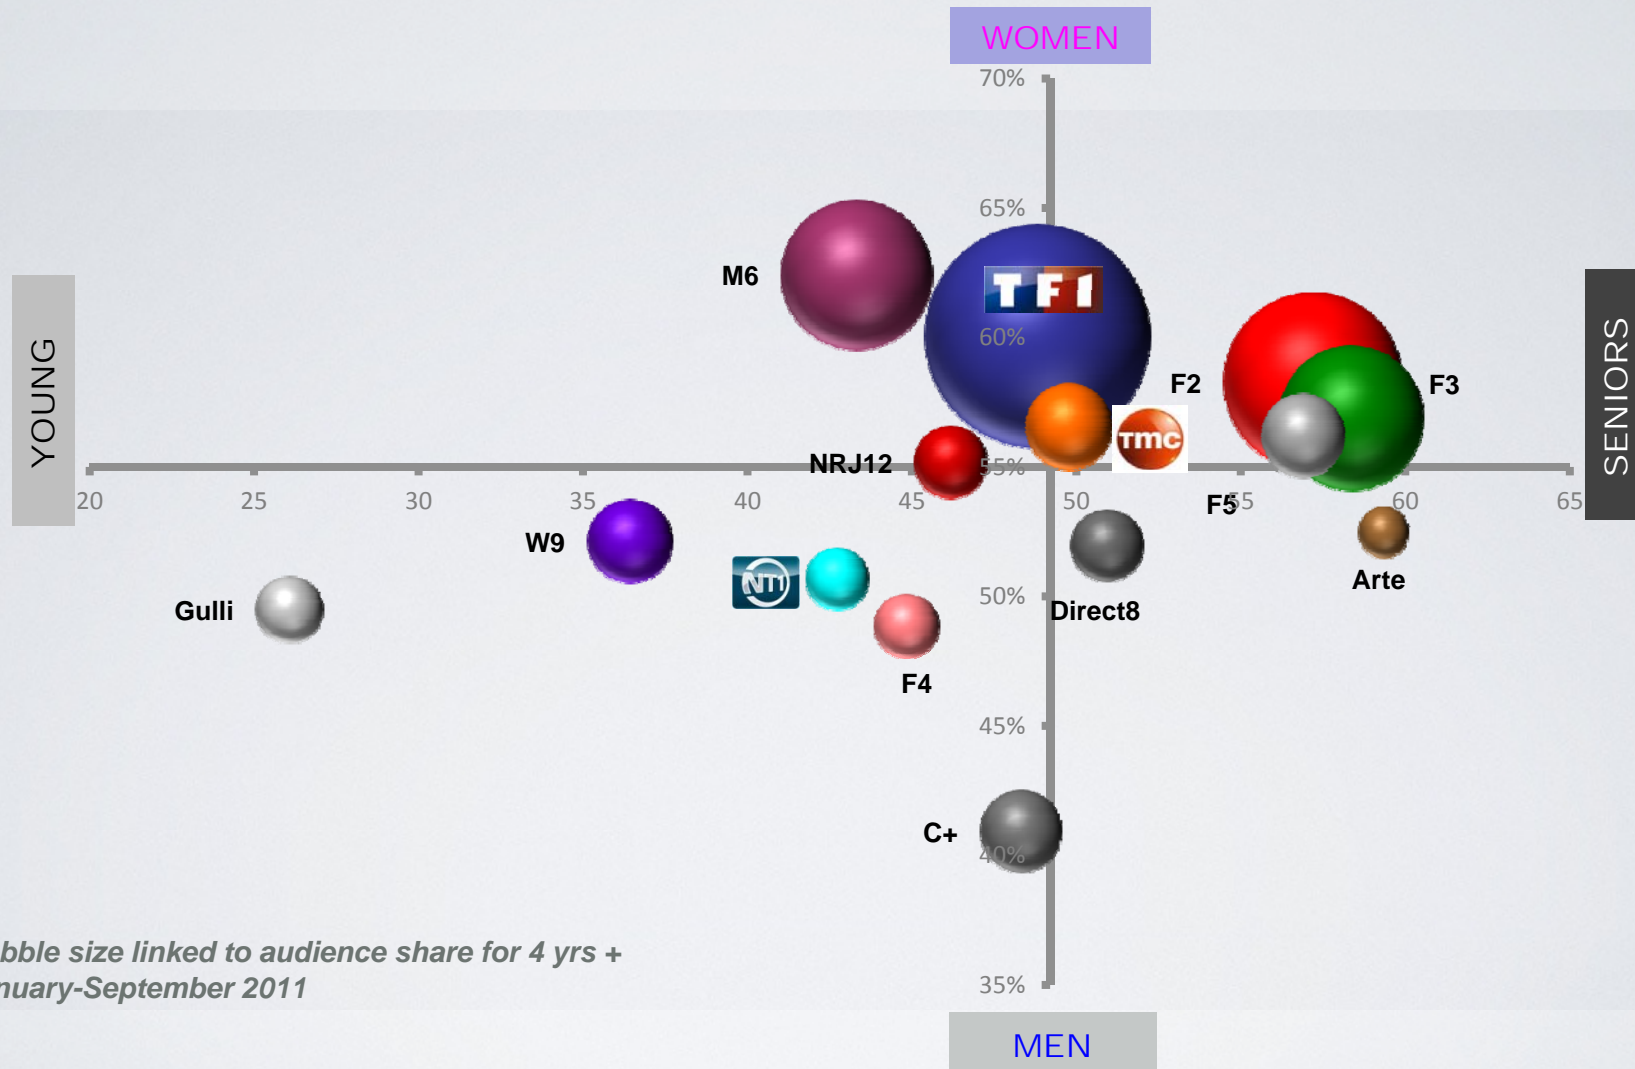 WOMEN
70%
65%
M6
TF1
60%
YOUNG
SENIORS
F2
F3
TMC
NRJ12
55%
20 25 30 35 40 45 50 55 60 65
F5
W9
NT1
Arte
50%
Gulli
Direct8
F4
45%
C+
40%
bble size linked to audience share for 4 yrs +
nuary-September 2011
35%
MEN